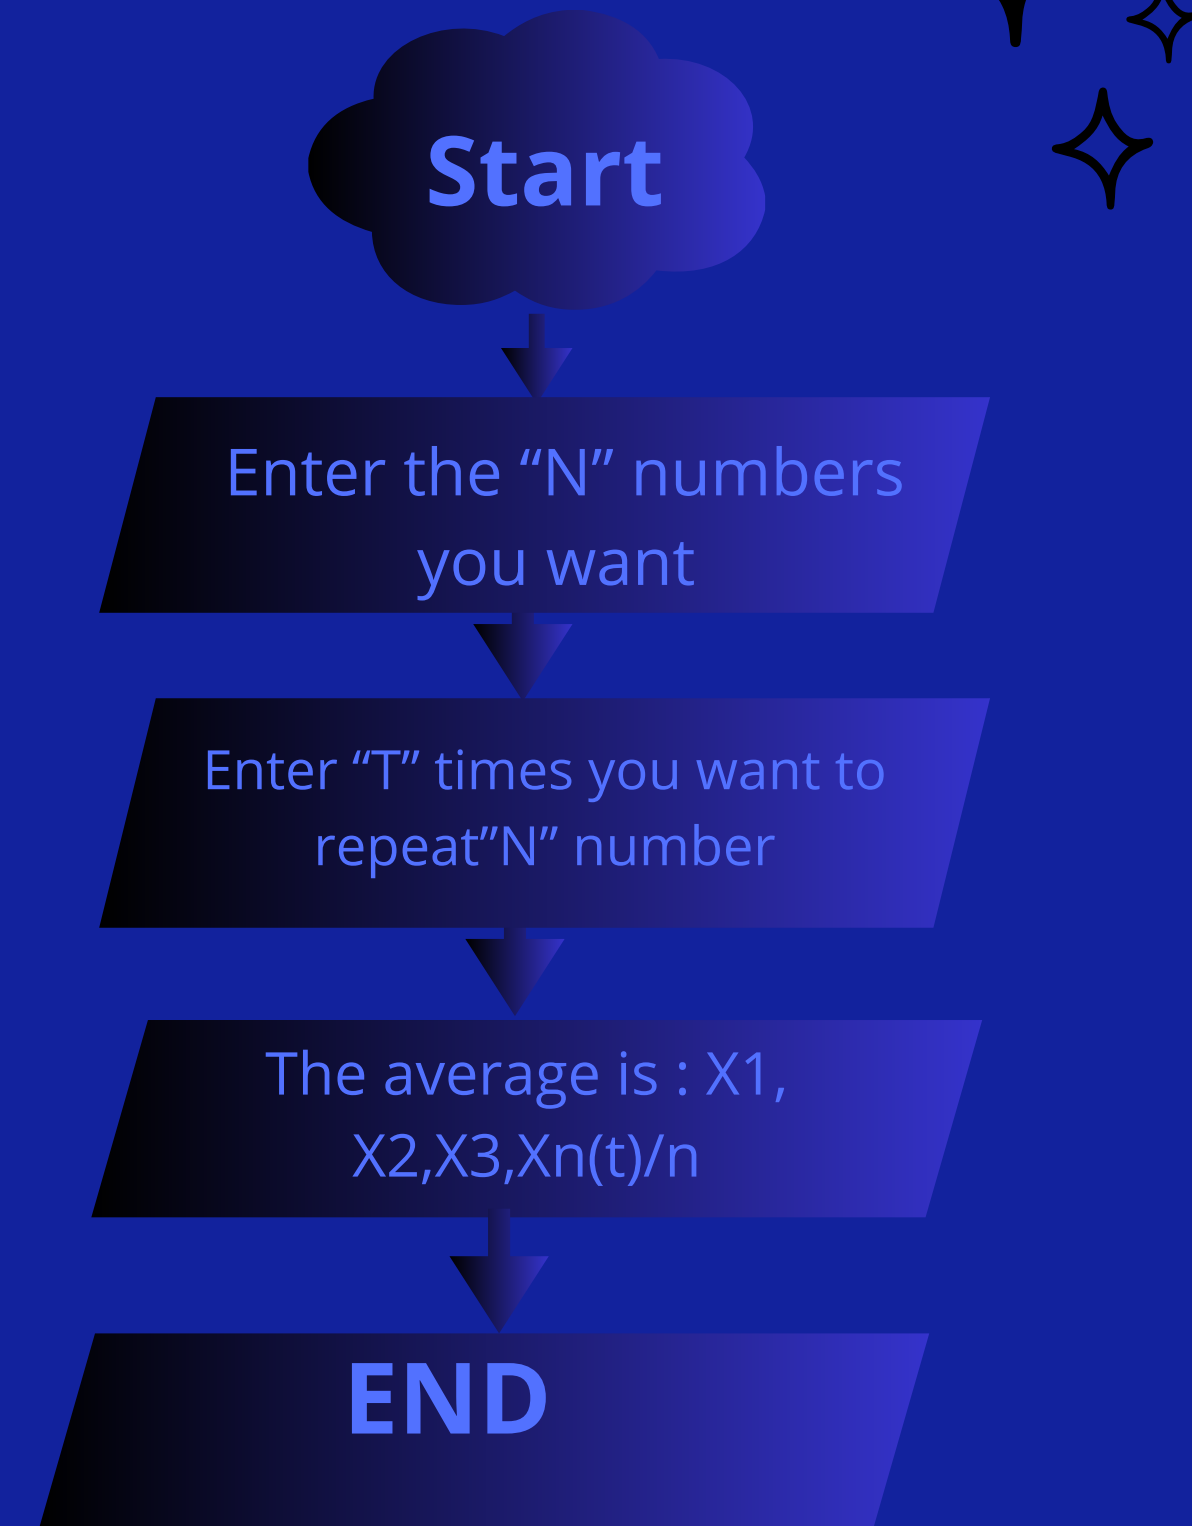 Start
Enter the “N” numbers
you want
Enter “T” times you want to
repeat”N” number
The average is : X1,
X2,X3,Xn(t)/n
END